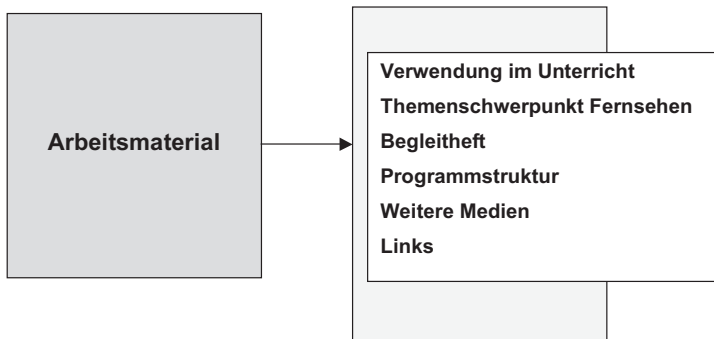 Arbeitsmaterial
Verwendung im Unterricht
Themenschwerpunkt Fernsehen
Begleitheft
Programmstruktur
Weitere Medien
Links